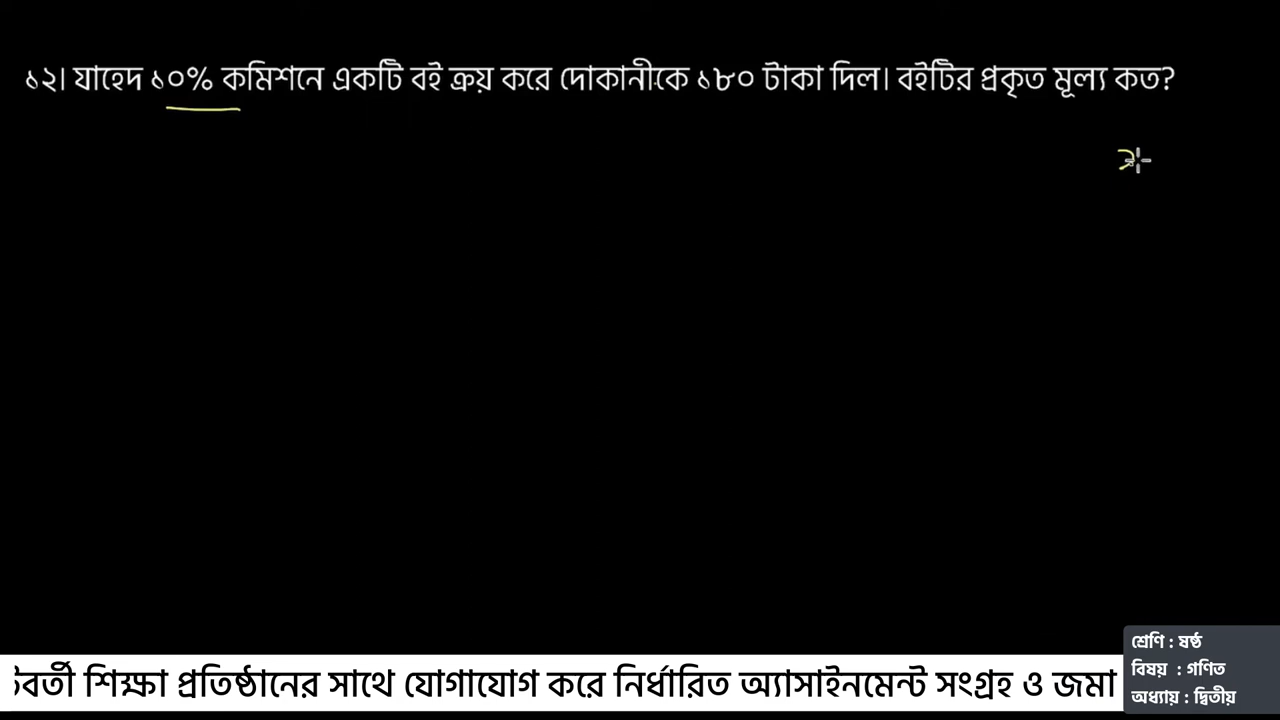 ১২। যাহেদ ১০% কমিশনে একটি বই ক্রয় করে দোকানীকে ১৮০ টাকা দিল। বইটির প্রকৃত মূল্য কত?
শিক্ষা প্রতিষ্ঠানের সাথে যোগাযোগ করে নির্ধারিত অ্যাসাইনমেন্ট সংগ্রহ ও জমা
শ্রেণি : ষষ্ঠ
বিষয় : গণিত
অধ্যায় : দ্বিতীয়